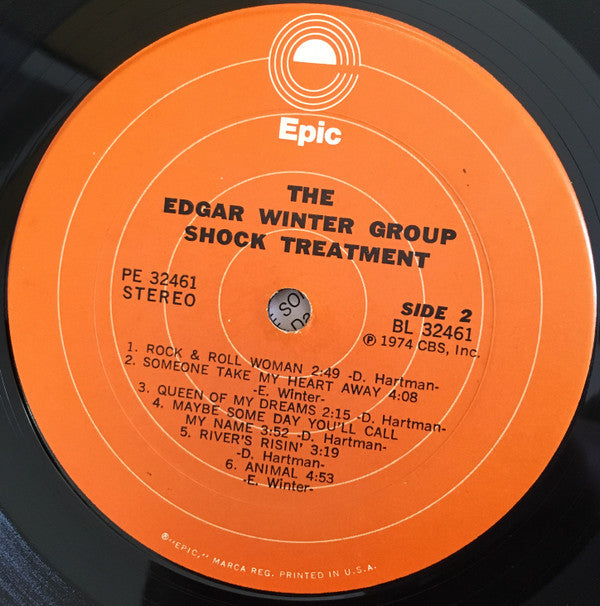 Epic
THE
EDGAR WINTER GROUP
SHOCK TREATMENT
PE 32461
STEREO
SIDE 2
BL 32461
Ⓟ 1974 CBS, Inc.
1. ROCK & ROLL WOMAN 2:49 -D. Hartman-
2. SOMEONE TAKE MY HEART AWAY 4:08
-E. Winter-
3. QUEEN OF MY DREAMS 2:15 -D. Hartman-
4. MAYBE SOME DAY YOU'LL CALL
MY NAME 3:52 -D. Hartman-
5. RIVER'S RISIN' 3:19
-D. Hartman-
6. ANIMAL 4:53
-E. Winter-
®"EPIC," MARCA REG. PRINTED IN U.S.A.